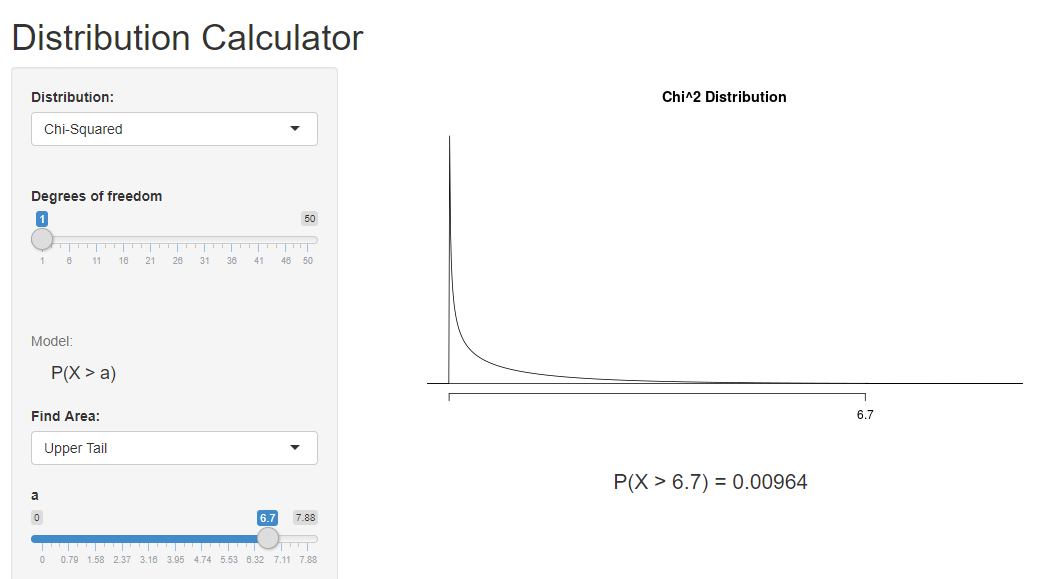 Distribution Calculator
Distribution:
Chi-Squared
Degrees of freedom
1 50
1 6 11 16 21 26 31 36 41 46 50
Model:
P(X > a)
Find Area:
Upper Tail
a
0 6.7 7.88
0 0.79 1.58 2.37 3.16 3.95 4.74 5.53 6.32 7.11 7.88
Chi^2 Distribution
6.7
P(X > 6.7) = 0.00964